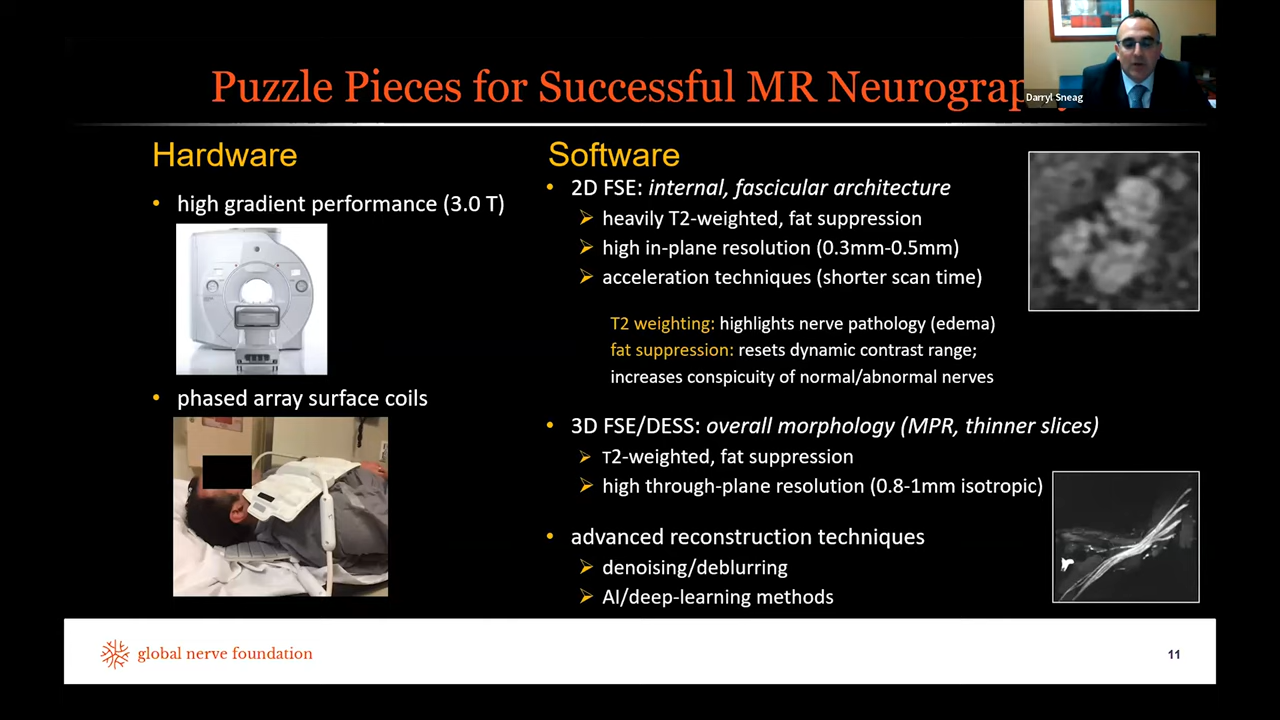 Puzzle Pieces for Successful MR
Darryl Sneag
Hardware
• high gradient performance (3.0 T)
• phased array surface coils
Software
• 2D FSE: internal, fascicular architecture
➢ heavily T2-weighted, fat suppression
➢ high in-plane resolution (0.3mm-0.5mm)
➢ acceleration techniques (shorter scan time)
T2 weighting: highlights nerve pathology (edema)
fat suppression: resets dynamic contrast range;
increases conspicuity of normal/abnormal nerves
• 3D FSE/DESS: overall morphology (MPR, thinner slices)
➢ T2-weighted, fat suppression
➢ high through-plane resolution (0.8-1mm isotropic)
• advanced reconstruction techniques
➢ denoising/deblurring
➢ AI/deep-learning methods
global nerve foundation
11